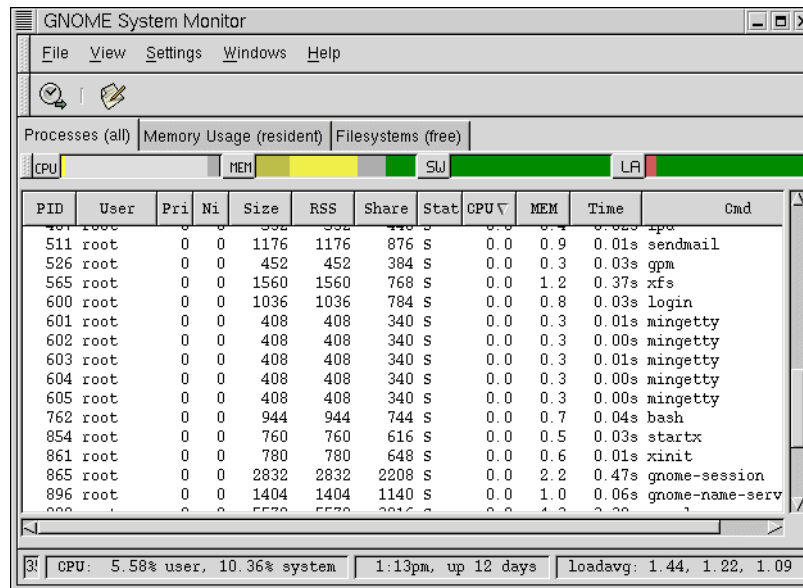 GNOME System Monitor
File View Settings Windows Help
Processes (all) Memory Usage (resident) Filesystems (free)
CPU MEM SW LA
PID User Pri Ni Size RSS Share Stat CPU MEM Time Cmd
511 root 0 0 1176 1176 876 S 0.0 0.9 0.01s sendmail
526 root 0 0 452 452 384 S 0.0 0.3 0.03s gpm
565 root 0 0 1560 1560 768 S 0.0 1.2 0.37s xfs
600 root 0 0 1036 1036 784 S 0.0 0.8 0.03s login
601 root 0 0 408 408 340 S 0.0 0.3 0.01s mingetty
602 root 0 0 408 408 340 S 0.0 0.3 0.00s mingetty
603 root 0 0 408 408 340 S 0.0 0.3 0.01s mingetty
604 root 0 0 408 408 340 S 0.0 0.3 0.00s mingetty
605 root 0 0 408 408 340 S 0.0 0.3 0.00s mingetty
762 root 0 0 944 944 744 S 0.0 0.7 0.04s bash
854 root 0 0 760 760 616 S 0.0 0.5 0.03s startx
861 root 0 0 780 780 648 S 0.0 0.6 0.01s xinit
865 root 0 0 2832 2832 2208 S 0.0 2.2 0.47s gnome-session
896 root 0 0 1404 1404 1140 S 0.0 1.0 0.06s gnome-name-serv
CPU: 5.58% user, 10.36% system 1:13pm, up 12 days loadavg: 1.44, 1.22, 1.09